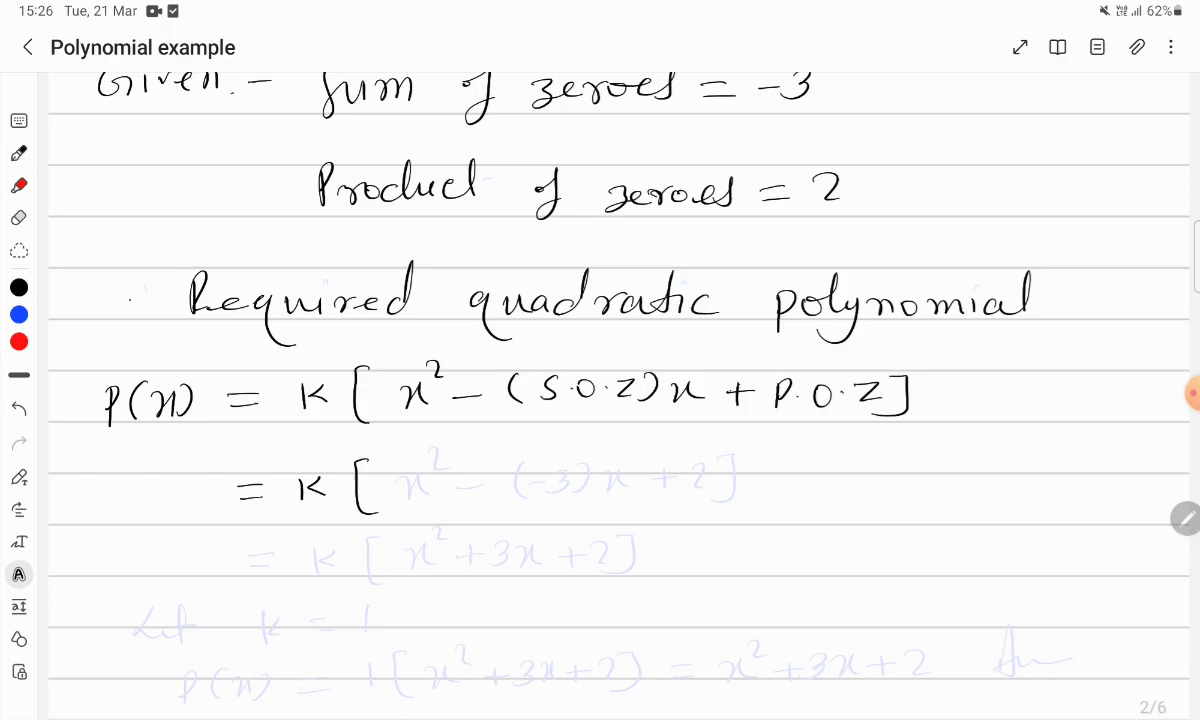 15:26 Tue, 21 Mar 62%
Polynomial example
Given :- Sum of zeroes = -3
Product of zeroes = 2
Required quadratic polynomial
P(x) = K [ x² - (S.O.Z)x + P.O.Z]
= K [ x² - (-3)x + 2]
= K [ x² + 3x + 2]
Let K = 1
P(x) = 1[ x² + 3x + 2] = x² + 3x + 2 Ans
2/6